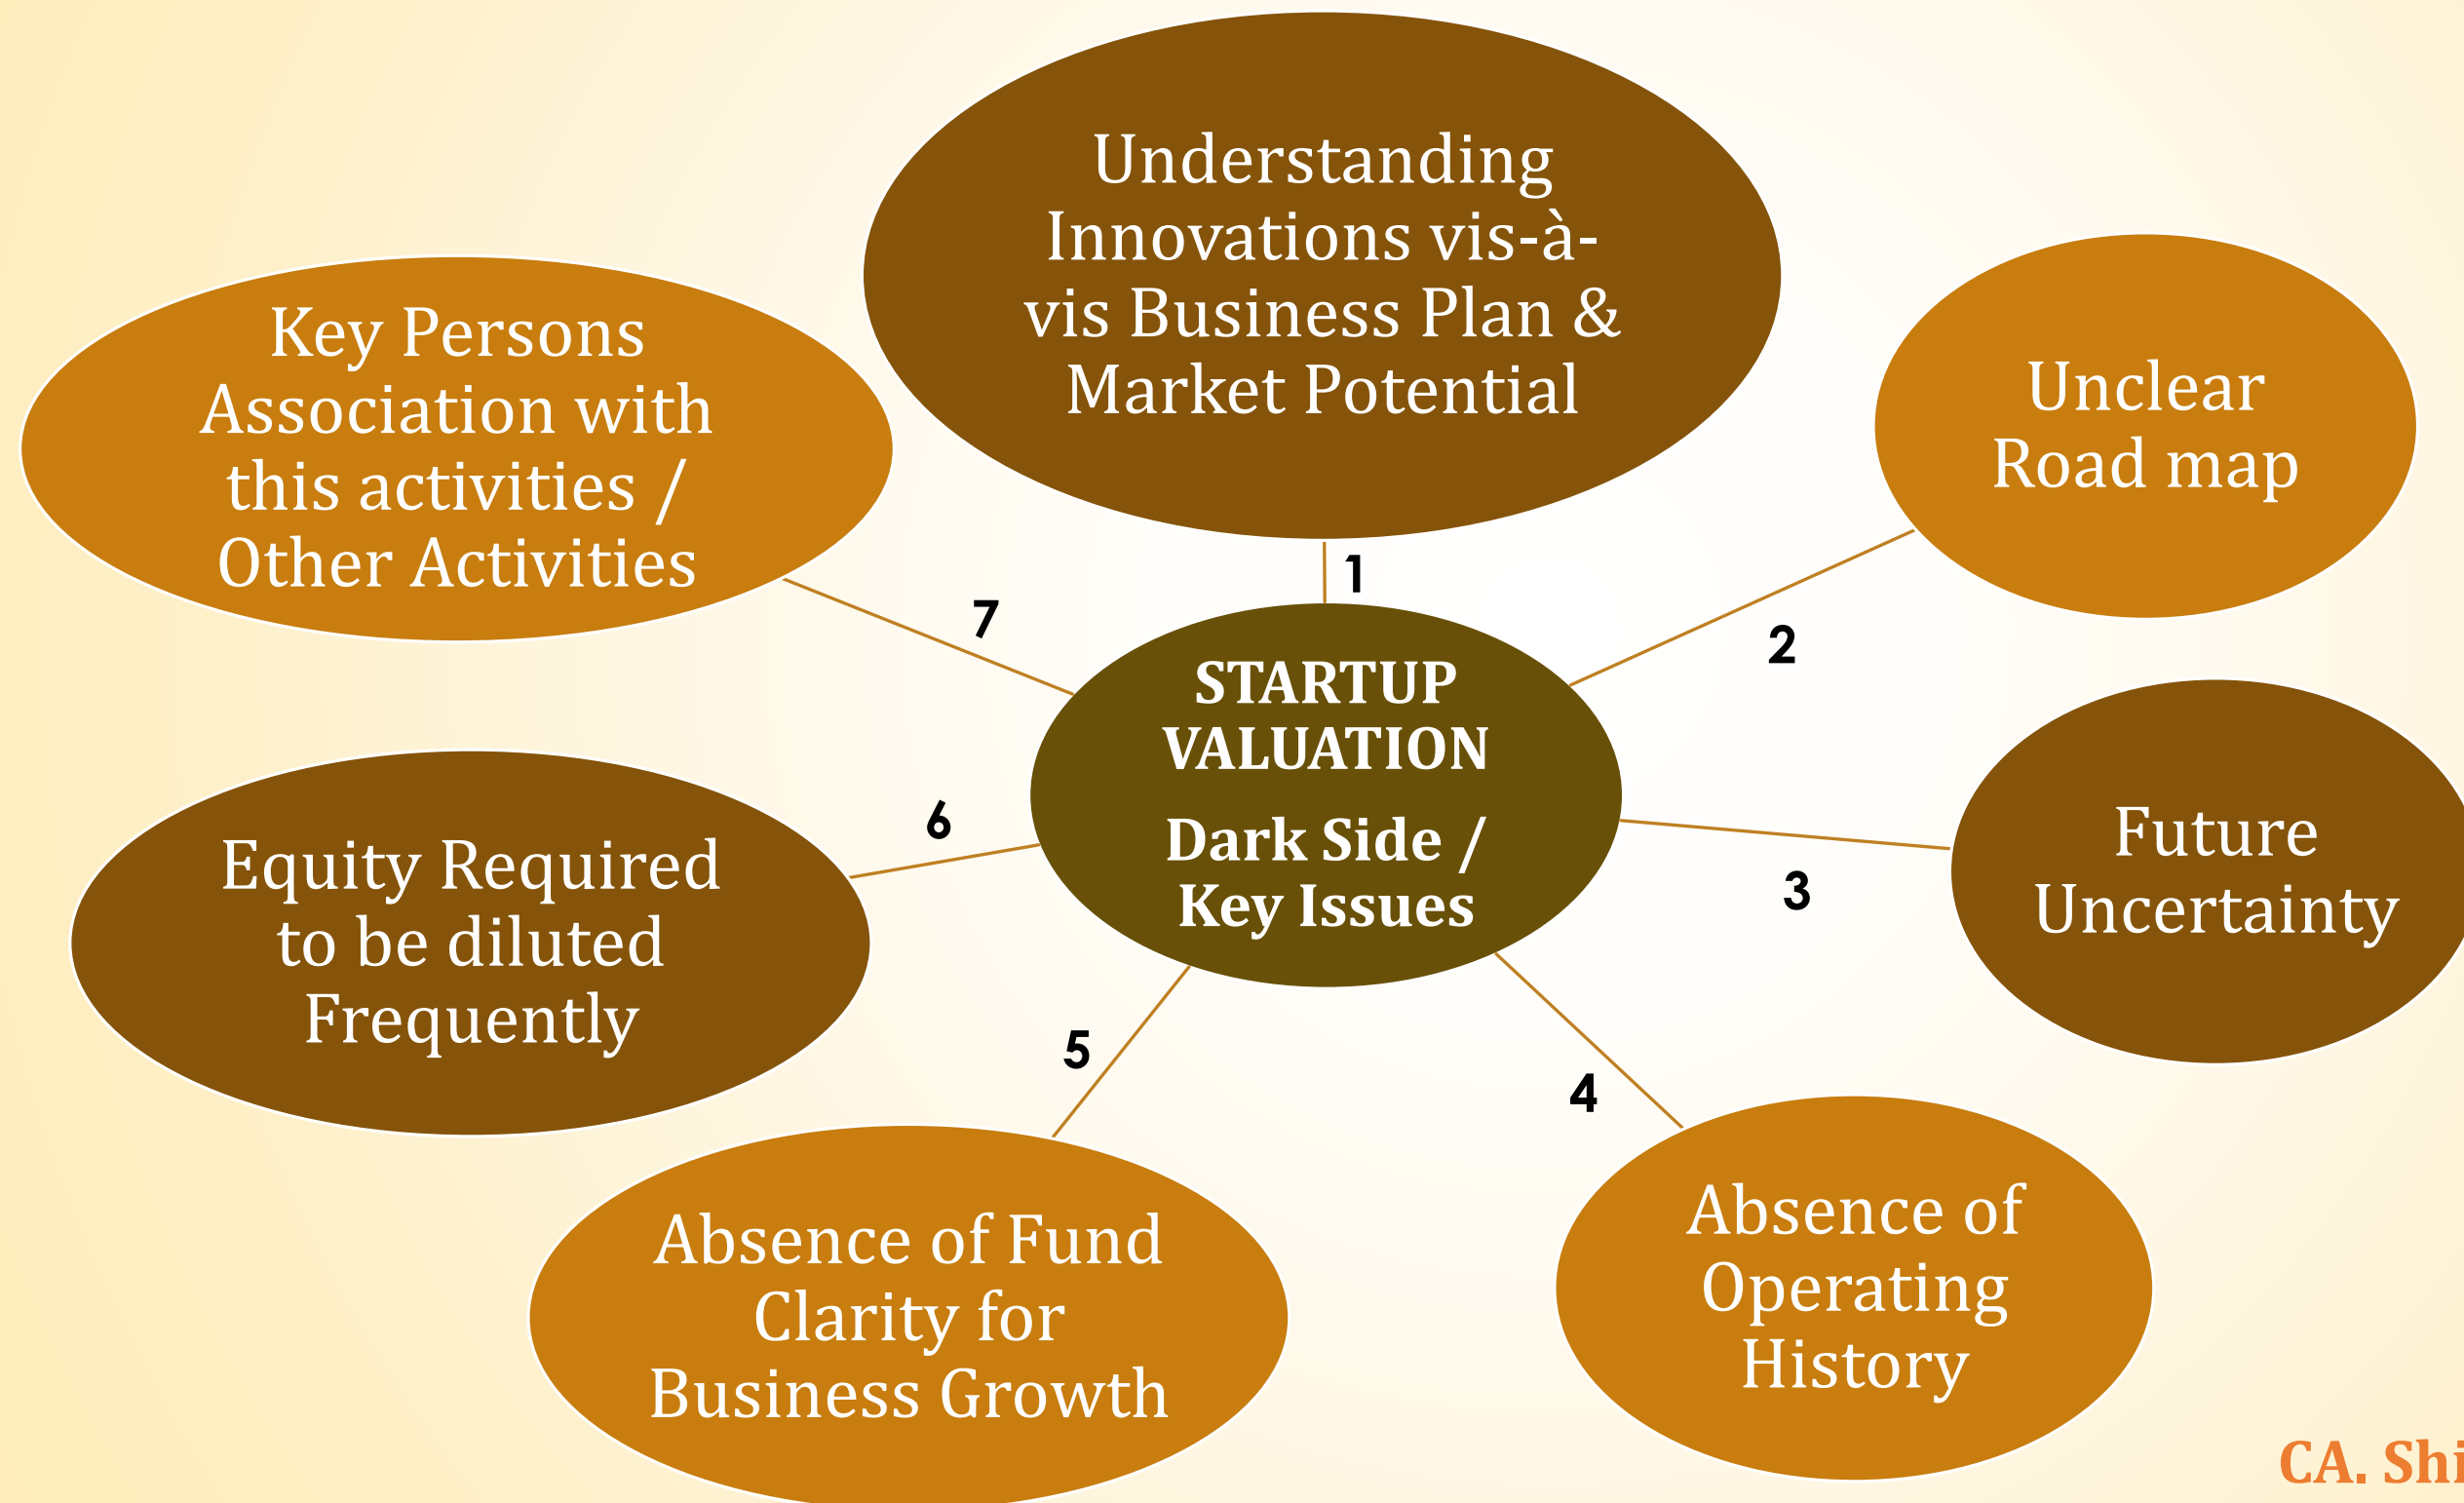 Understanding
Innovations vis-à-
vis Business Plan &
Market Potential
1
Unclear
Road map
2
Future
Uncertainty
3
Absence of
Operating
History
4
Absence of Fund
Clarity for
Business Growth
5
Equity Required
to be diluted
Frequently
6
Key Persons
Association with
this activities /
Other Activities
7
STARTUP
VALUATION
Dark Side /
Key Issues
CA. Shi